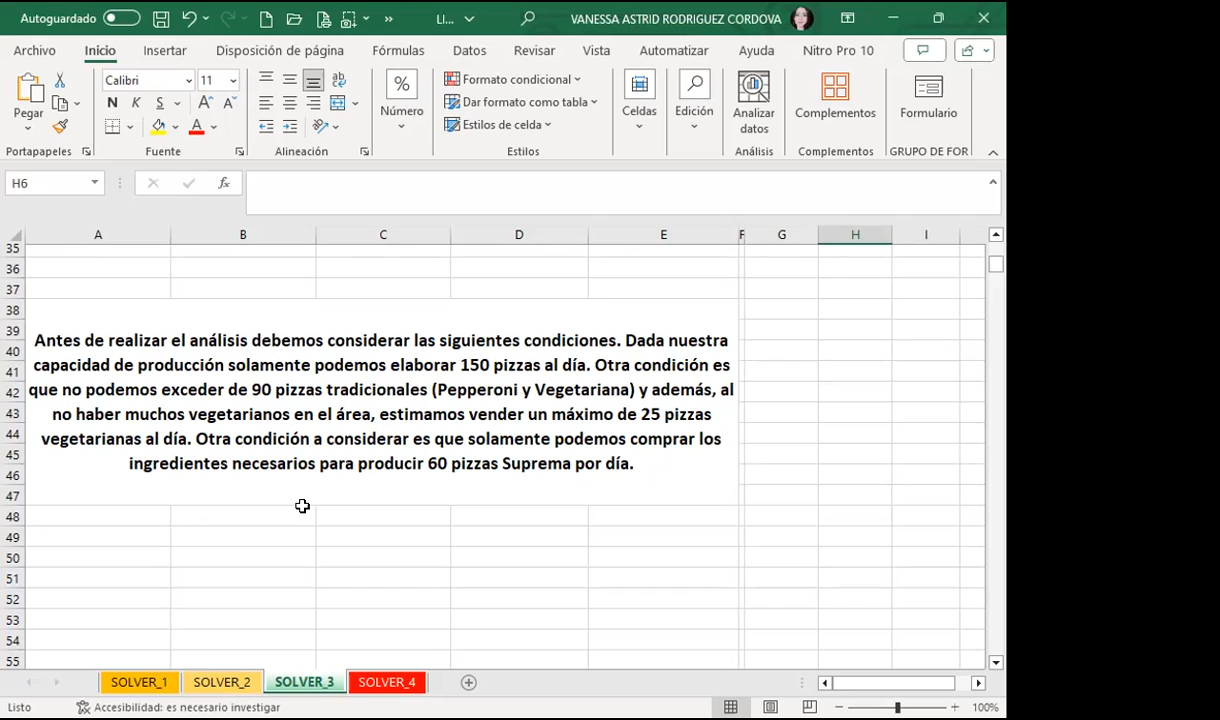 Autoguardado
LI...
VANESSA ASTRID RODRIGUEZ CORDOVA
Archivo Inicio Insertar Disposición de página Fórmulas Datos Revisar Vista Automatizar Ayuda Nitro Pro 10
Pegar
Calibri 11
N K S A A
A
ab
%
Número
Formato condicional
Dar formato como tabla
Estilos de celda
Celdas
Edición
Analizar
datos
Complementos
Formulario
Portapapeles Fuente Alineación Estilos Análisis Complementos GRUPO DE FOR
H6 fx
A B C D E F G H I
35
36
37
38
39
40
41
42
43
44
45
46
47
48
49
50
51
52
53
54
55
Antes de realizar el análisis debemos considerar las siguientes condiciones. Dada nuestra
capacidad de producción solamente podemos elaborar 150 pizzas al día. Otra condición es
que no podemos exceder de 90 pizzas tradicionales (Pepperoni y Vegetariana) y además, al
no haber muchos vegetarianos en el área, estimamos vender un máximo de 25 pizzas
vegetarianas al día. Otra condición a considerar es que solamente podemos comprar los
ingredientes necesarios para producir 60 pizzas Suprema por día.
SOLVER_1 SOLVER_2 SOLVER_3 SOLVER_4
Listo Accesibilidad: es necesario investigar 100%